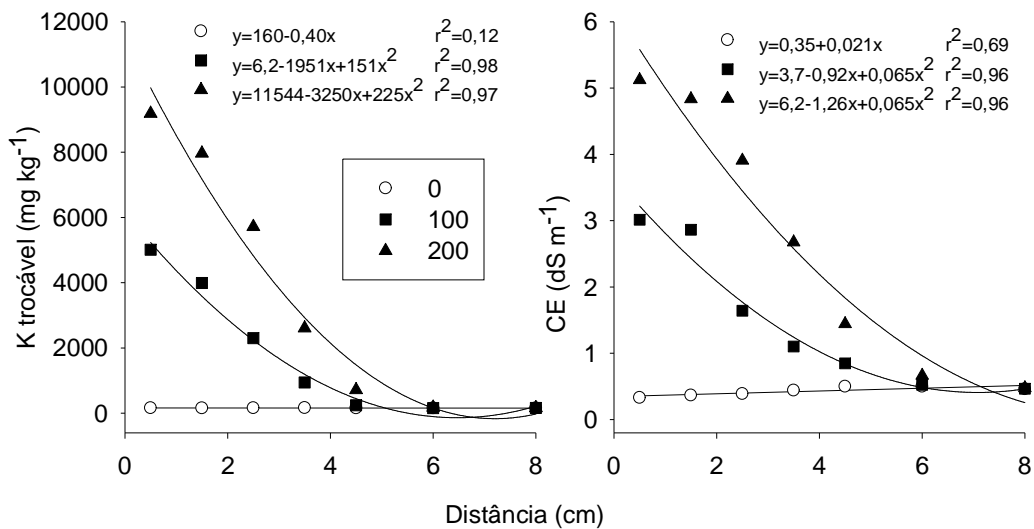 12000
10000
8000
6000
4000
2000
0
K trocável (mg kg⁻¹)
y=160-0,40x r²=0,12
y=6,2-1951x+151x² r²=0,98
y=11544-3250x+225x² r²=0,97
0
100
200
0 2 4 6 8
6
5
4
3
2
1
0
CE (dS m⁻¹)
y=0,35+0,021x r²=0,69
y=3,7-0,92x+0,065x² r²=0,96
y=6,2-1,26x+0,065x² r²=0,96
0 2 4 6 8
Distância (cm)